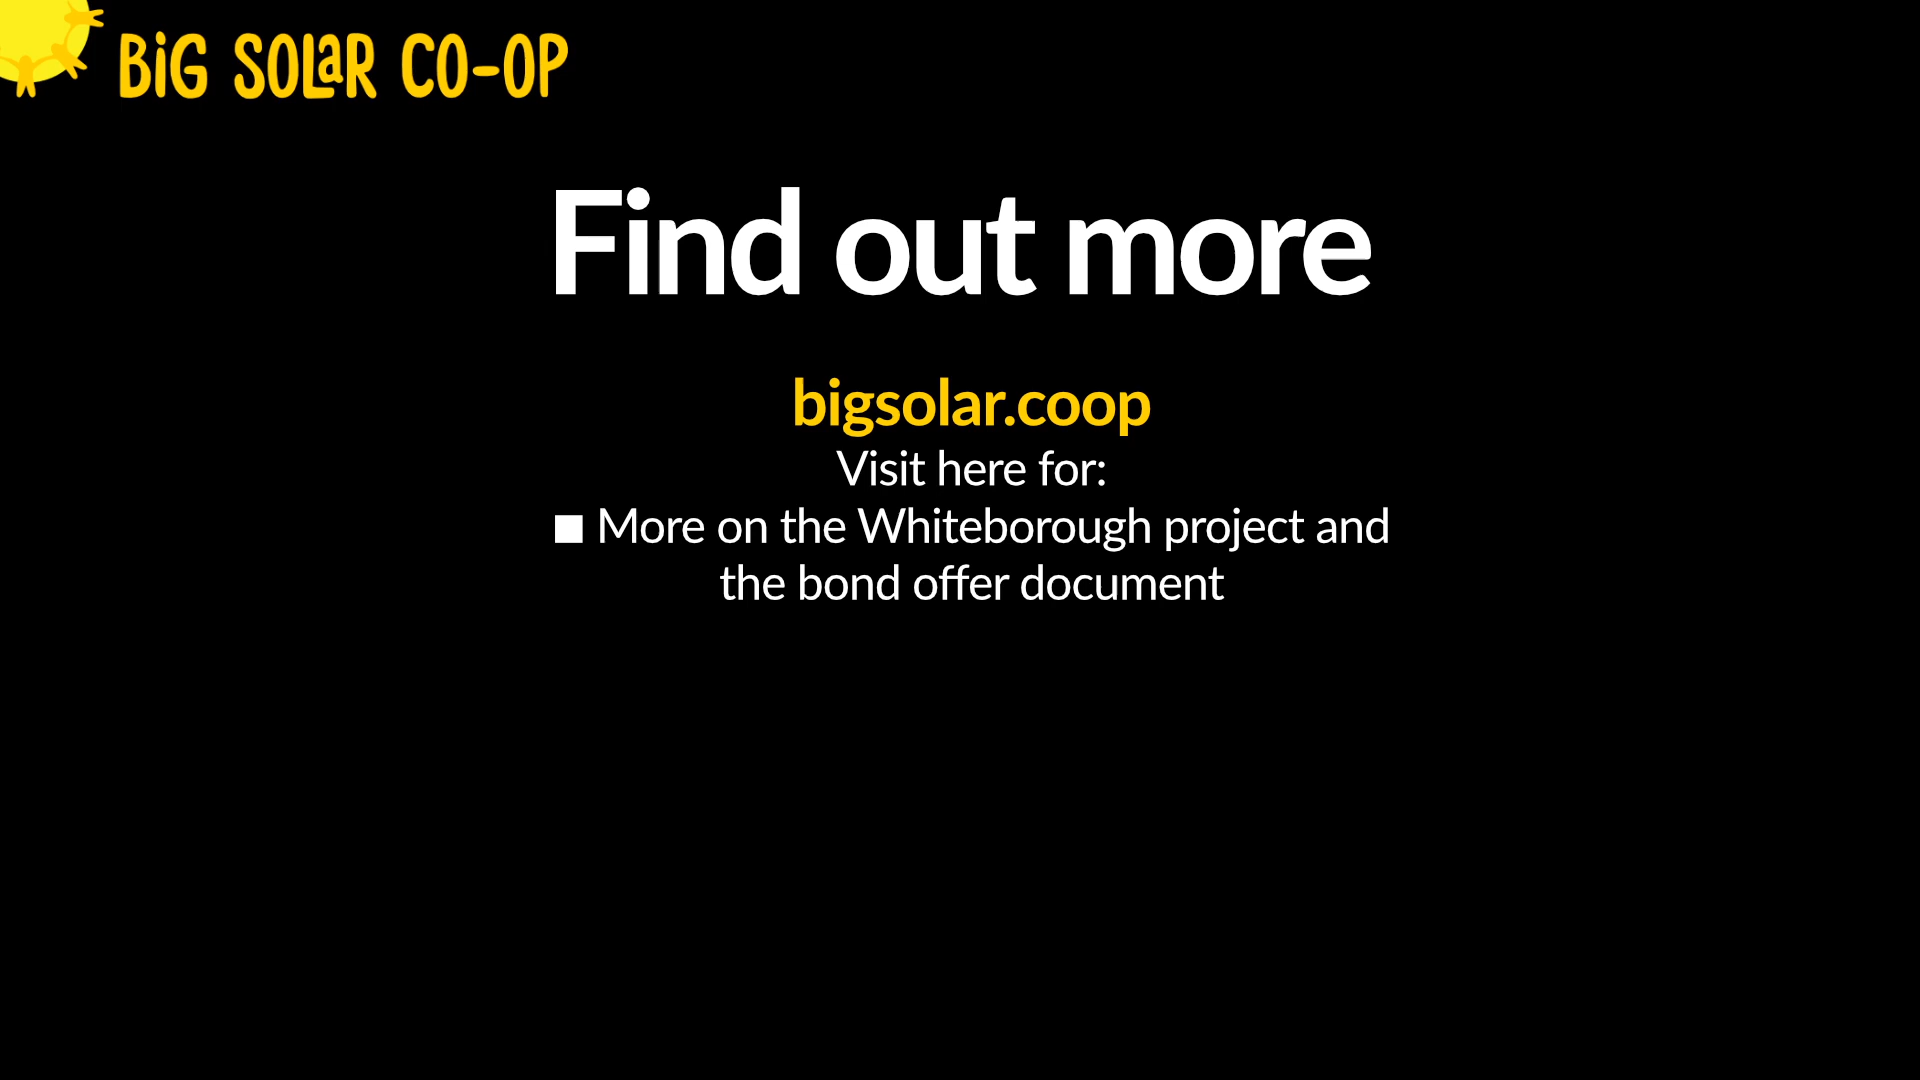 BiG SOLaR CO-OP
Find out more
bigsolar.coop
Visit here for:
■ More on the Whiteborough project and
the bond offer document